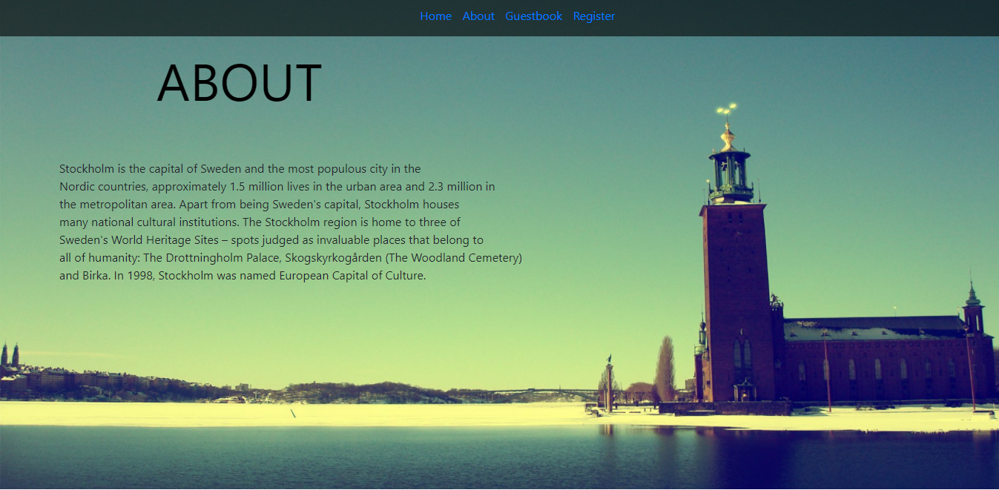 Home About Guestbook Register
ABOUT
Stockholm is the capital of Sweden and the most populous city in the
Nordic countries, approximately 1.5 million lives in the urban area and 2.3 million in
the metropolitan area. Apart from being Sweden's capital, Stockholm houses
many national cultural institutions. The Stockholm region is home to three of
Sweden's World Heritage Sites – spots judged as invaluable places that belong to
all of humanity: The Drottningholm Palace, Skogskyrkogården (The Woodland Cemetery)
and Birka. In 1998, Stockholm was named European Capital of Culture.